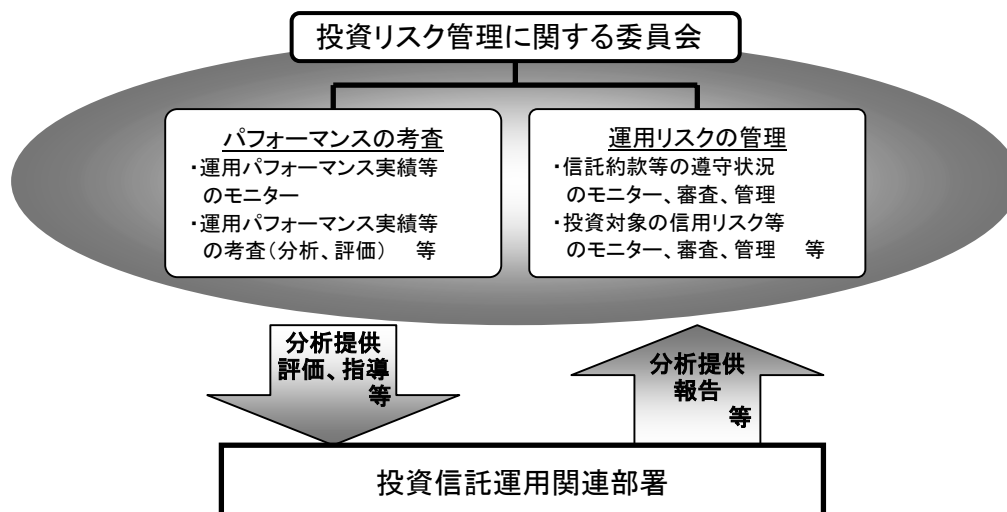 投資リスク管理に関する委員会
パフォーマンスの考査
・運用パフォーマンス実績等
のモニター
・運用パフォーマンス実績等
の考査(分析、評価) 等
運用リスクの管理
・信託約款等の遵守状況
のモニター、審査、管理
・投資対象の信用リスク等
のモニター、審査、管理 等
分析提供
評価、指導
等
分析提供
報告
等
投資信託運用関連部署